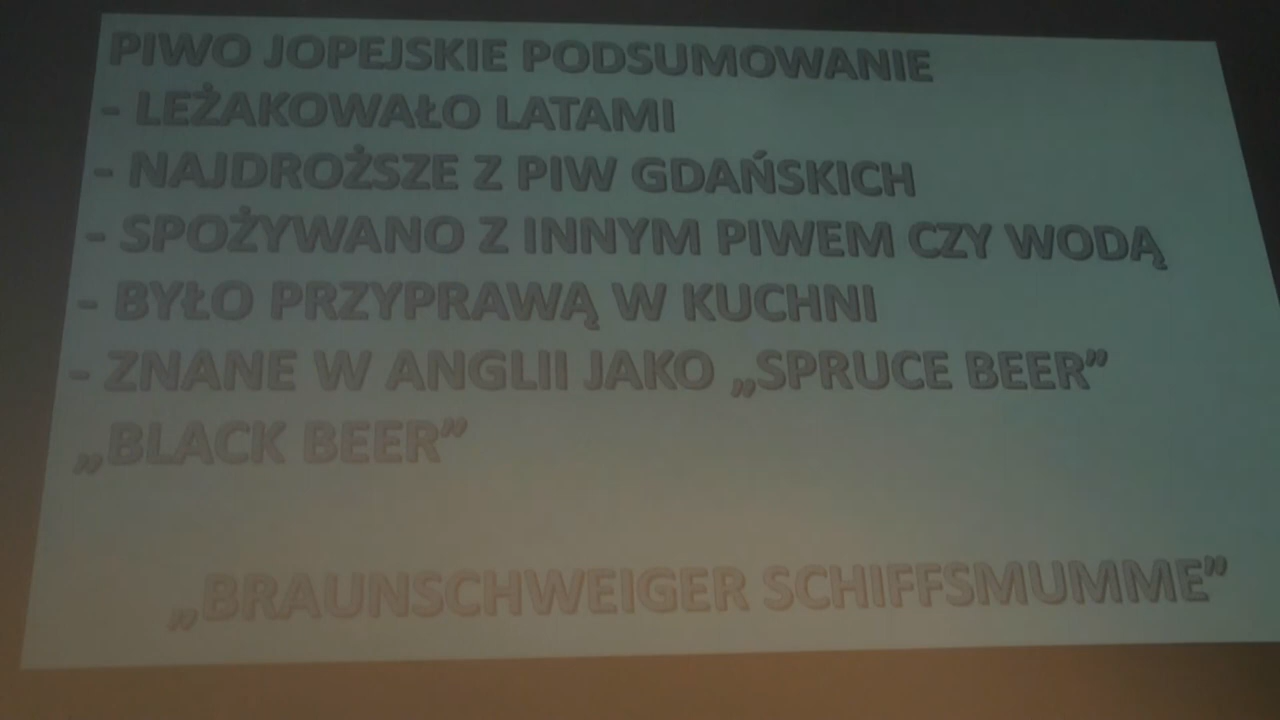 PIWO JOPEJSKIE PODSUMOWANIE
- LEŻAKOWAŁO LATAMI
- NAJDROŻSZE Z PIW GDAŃSKICH
- SPOŻYWANO Z INNYM PIWEM CZY WODĄ
- BYŁO PRZYPRAWĄ W KUCHNI
- ZNANE W ANGLII JAKO „SPRUCE BEER”
„BLACK BEER”
„BRAUNSCHWEIGER SCHIFFSMUMME”